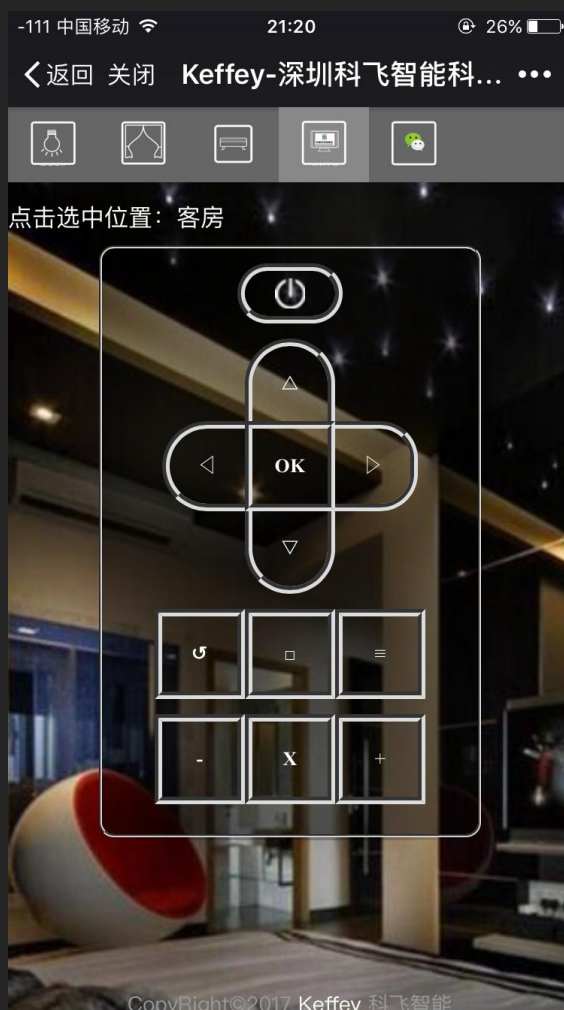 -111 中国移动 21:20 26%
返回 关闭 Keffey-深圳科飞智能科...
点击选中位置：客房
OK
- X +
CopyRight©2017 Keffey 科飞智能